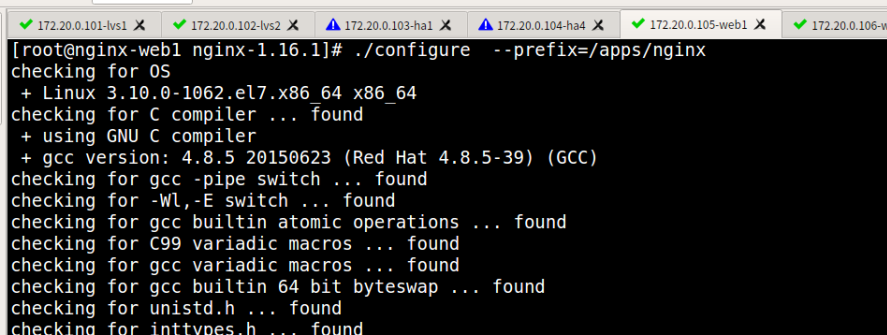 172.20.0.101-lvs1 172.20.0.102-lvs2 172.20.0.103-ha1 172.20.0.104-ha4 172.20.0.105-web1 172.20.0.106-w
[root@nginx-web1 nginx-1.16.1]# ./configure  --prefix=/apps/nginx
checking for OS
 + Linux 3.10.0-1062.el7.x86_64 x86_64
checking for C compiler ... found
 + using GNU C compiler
 + gcc version: 4.8.5 20150623 (Red Hat 4.8.5-39) (GCC)
checking for gcc -pipe switch ... found
checking for -Wl,-E switch ... found
checking for gcc builtin atomic operations ... found
checking for C99 variadic macros ... found
checking for gcc variadic macros ... found
checking for gcc builtin 64 bit byteswap ... found
checking for unistd.h ... found
checking for inttypes.h ... found